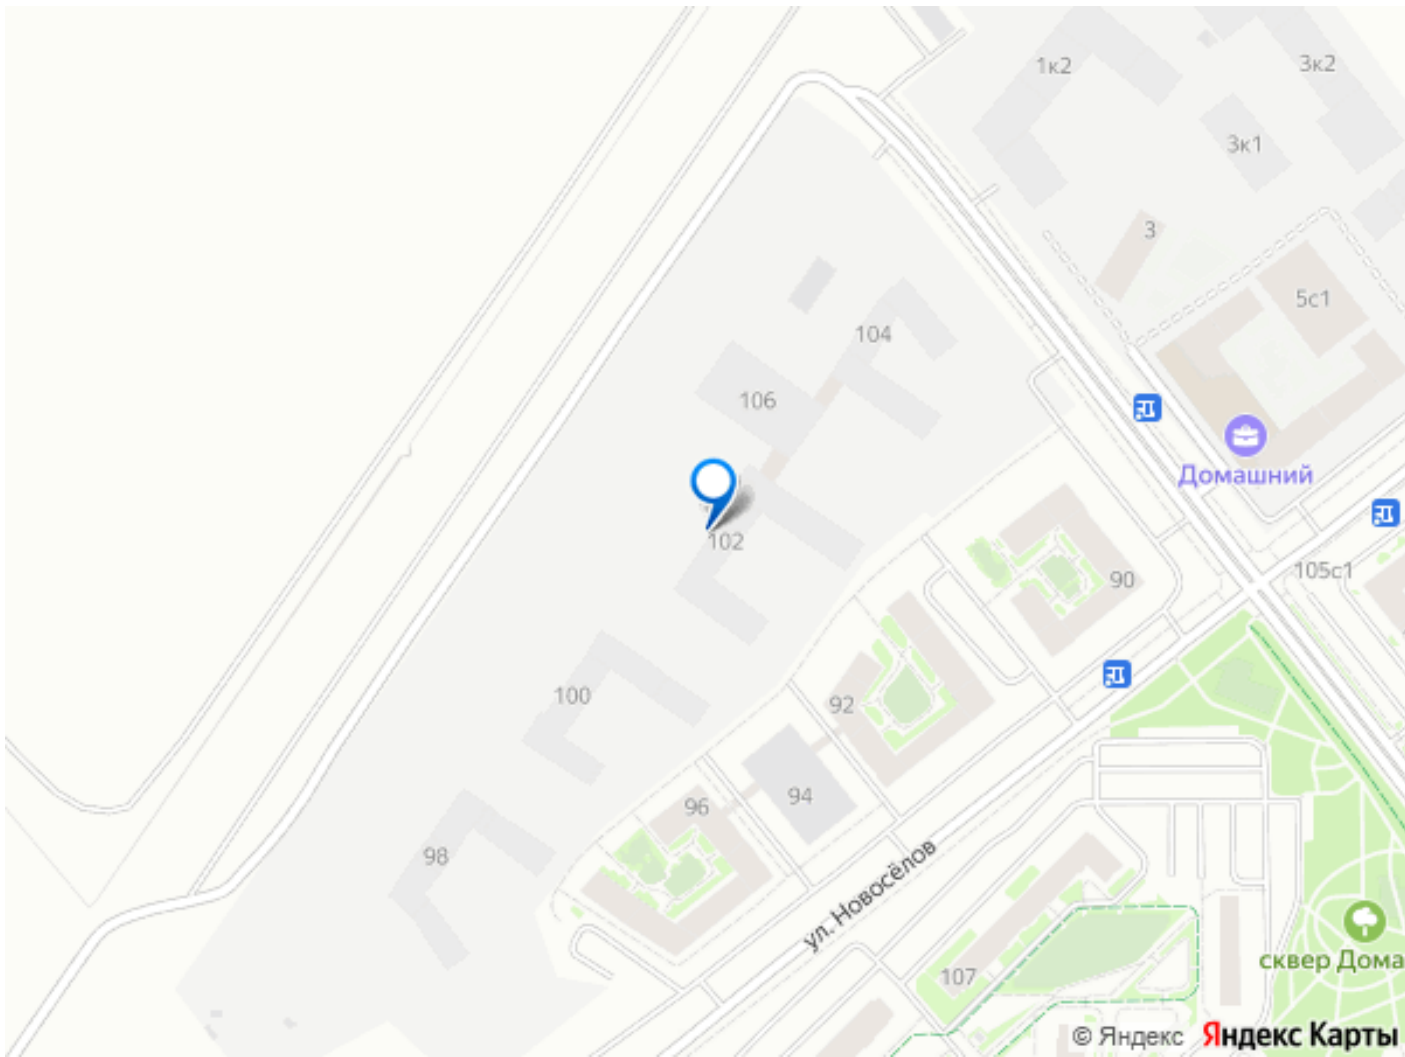 1к2
3к2
3к1
3
5с1
104
106
Домашний
102
105с1
90
100
92
94
96
98
ул. Новосёлов
сквер Дома
107
© Яндекс Яндекс Карты